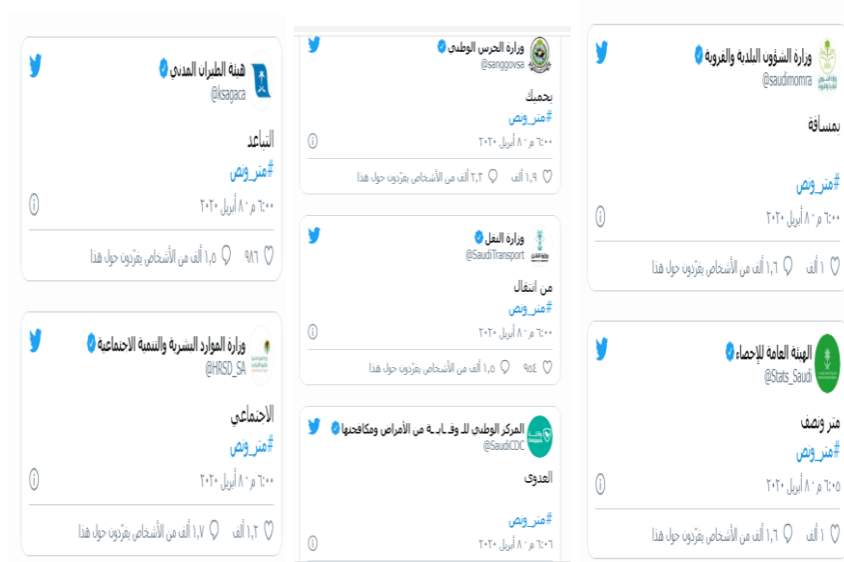 هيئة الطيران المدني
@ksagaca
التباعد
#متر_ونص
٦:٠٠ م · ٨ أبريل ٢٠٢٠
٩٨٦ ١,٥ ألف من الأشخاص يغرّدون حول هذا
وزارة الموارد البشرية والتنمية الاجتماعية
@HRSD_SA
الاجتماعي
#متر_ونص
٦:٠٠ م · ٨ أبريل ٢٠٢٠
١,٢ ألف ١,٧ ألف من الأشخاص يغرّدون حول هذا
وزارة الحرس الوطني
@sanggovsa
يحميك
#متر_ونص
٦:٠٠ م · ٨ أبريل ٢٠٢٠
١,٩ ألف ٢,٢ ألف من الأشخاص يغرّدون حول هذا
وزارة النقل
@SaudiTransport
من انتقال
#متر_ونص
٦:٠٠ م · ٨ أبريل ٢٠٢٠
٩٥٤ ١,٥ ألف من الأشخاص يغرّدون حول هذا
المركز الوطني للـ وقــايــة من الأمراض ومكافحتها
@SaudiCDC
العدوى
#متر_ونص
٦:٠٦ م · ٨ أبريل ٢٠٢٠
وزارة الشؤون البلدية والقروية
@saudimomra
بمسافة
#متر_ونص
٦:٠٠ م · ٨ أبريل ٢٠٢٠
١ ألف ١,٦ ألف من الأشخاص يغرّدون حول هذا
الهيئة العامة للإحصاء
@Stats_Saudi
متر ونصف
#متر_ونص
٦:٠٥ م · ٨ أبريل ٢٠٢٠
١ ألف ١,٦ ألف من الأشخاص يغرّدون حول هذا